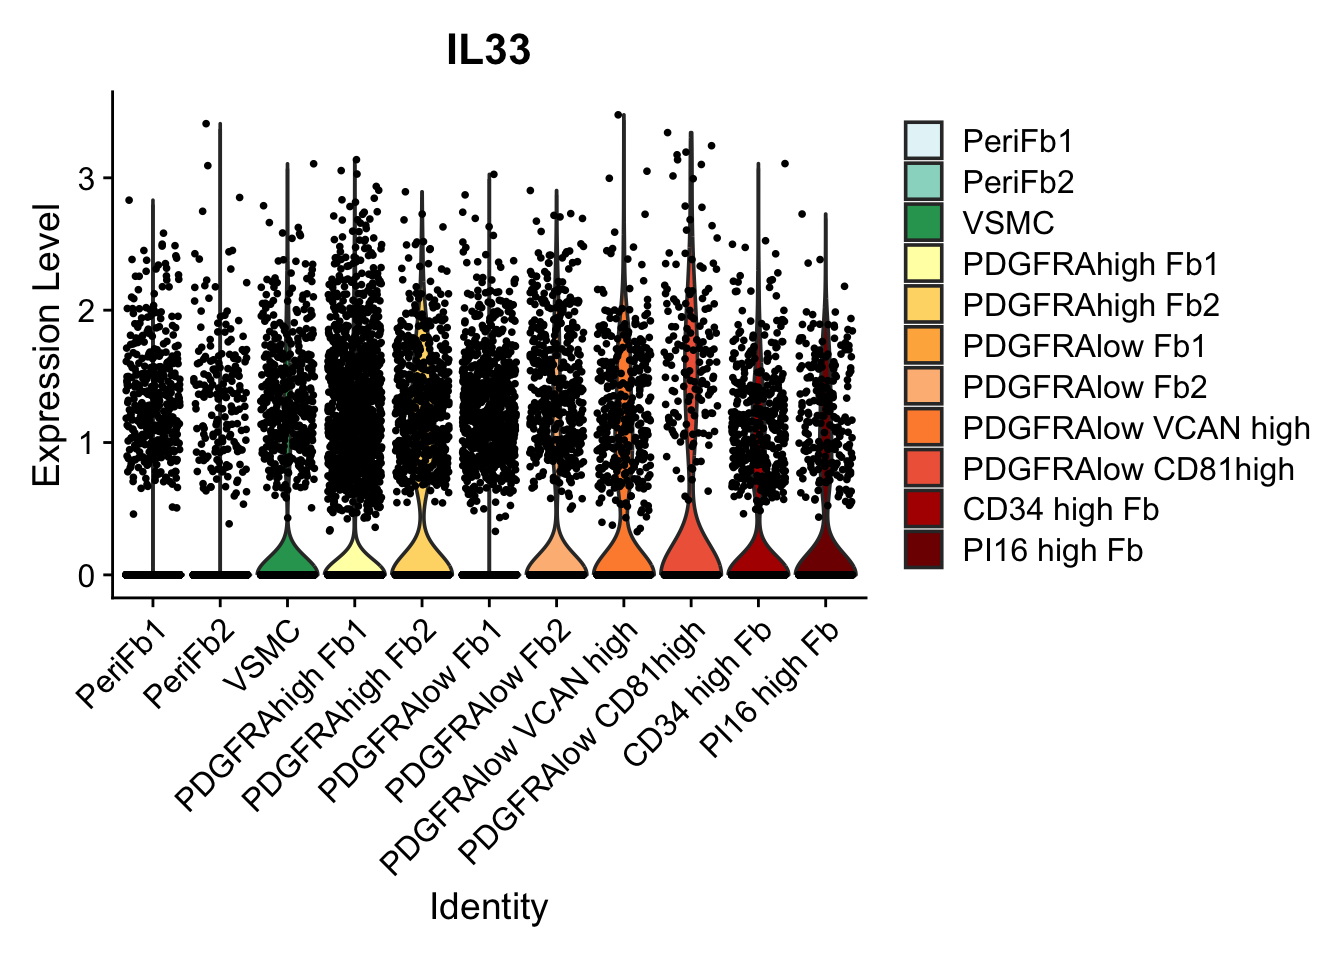 IL33
Expression Level
3
2
1
0
PeriFb1
PeriFb2
VSMC
PDGFRAhigh Fb1
PDGFRAhigh Fb2
PDGFRAlow Fb1
PDGFRAlow Fb2
PDGFRAlow VCAN high
PDGFRAlow CD81high
CD34 high Fb
PI16 high Fb
Identity
PeriFb1
PeriFb2
VSMC
PDGFRAhigh Fb1
PDGFRAhigh Fb2
PDGFRAlow Fb1
PDGFRAlow Fb2
PDGFRAlow VCAN high
PDGFRAlow CD81high
CD34 high Fb
PI16 high Fb